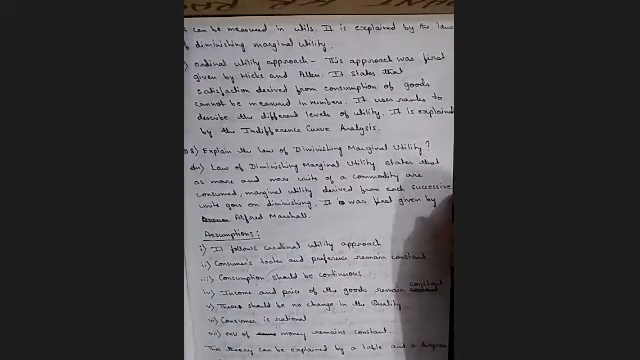 can be measured in utils. It is explained by the law
of diminishing marginal utility.
ordinal utility approach - This approach was first
given by Hicks and Allen. It states that
satisfaction derived from consumption of goods
cannot be measured in numbers. It uses ranks to
describe the different levels of utility. It is explained
by the Indifference Curve Analysis.
Explain the law of Diminishing Marginal Utility?
Law of Diminishing Marginal Utility states that
as more and more units of a commodity are
consumed, marginal utility derived from each successive
unit goes on diminishing. It was first given by
Alfred Marshall.
Assumptions:
i) It follows cardinal utility approach
ii) Consumer's tastes and preference remain constant
iii) Consumption should be continuous.
iv) Income and price of the goods remain constant
v) There should be no change in the Quality
vi) Consumer is rational
vii) MU of money remains constant.
This theory can be explained by a table and a diagram